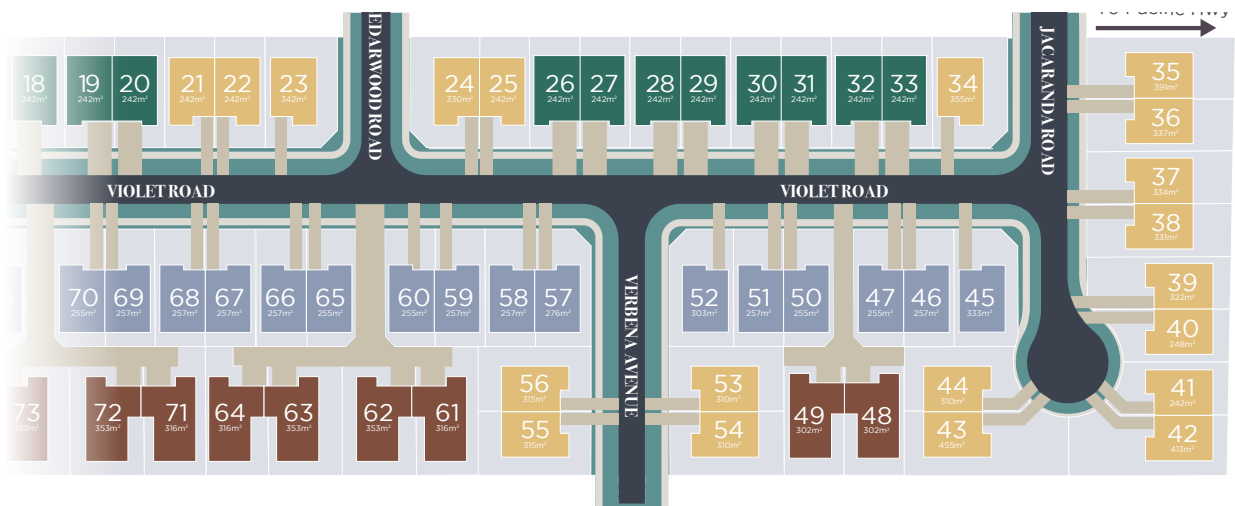 To Pacific Hwy
EDARWOOD ROAD
JACARANDA ROAD
18
242m²
19
242m²
20
242m²
21
242m²
22
242m²
23
342m²
24
330m²
25
242m²
26
242m²
27
242m²
28
242m²
29
242m²
30
242m²
31
242m²
32
242m²
33
242m²
34
355m²
35
391m²
36
337m²
37
334m²
38
331m²
VIOLET ROAD
VIOLET ROAD
70
255m²
69
257m²
68
257m²
67
257m²
66
257m²
65
255m²
60
255m²
59
257m²
58
257m²
57
276m²
VERBENA AVENUE
52
303m²
51
257m²
50
255m²
47
255m²
46
257m²
45
333m²
39
322m²
40
248m²
73
353m²
72
353m²
71
316m²
64
316m²
63
353m²
62
353m²
61
316m²
56
315m²
55
315m²
53
310m²
54
310m²
49
302m²
48
302m²
44
310m²
43
455m²
41
242m²
42
413m²